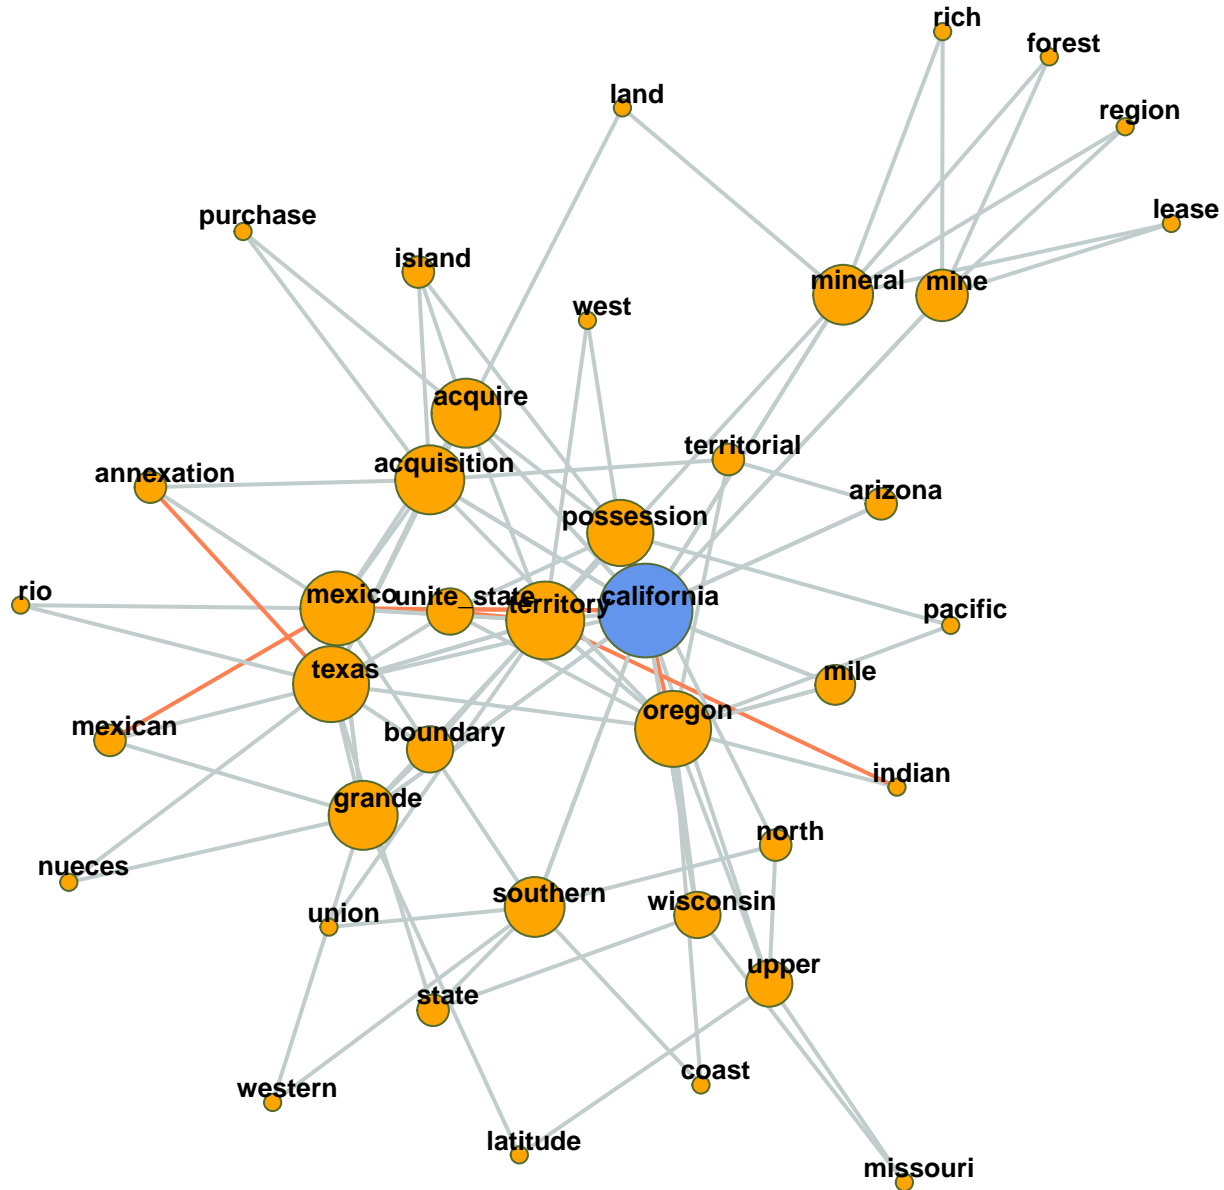 rich
forest
land
region
purchase
lease
island
mineral
mine
west
acquire
territorial
acquisition
annexation
arizona
possession
rio
mexico
unite_state
territory
california
pacific
texas
mile
oregon
mexican
boundary
indian
grande
north
nueces
southern
wisconsin
union
upper
state
coast
western
latitude
missouri